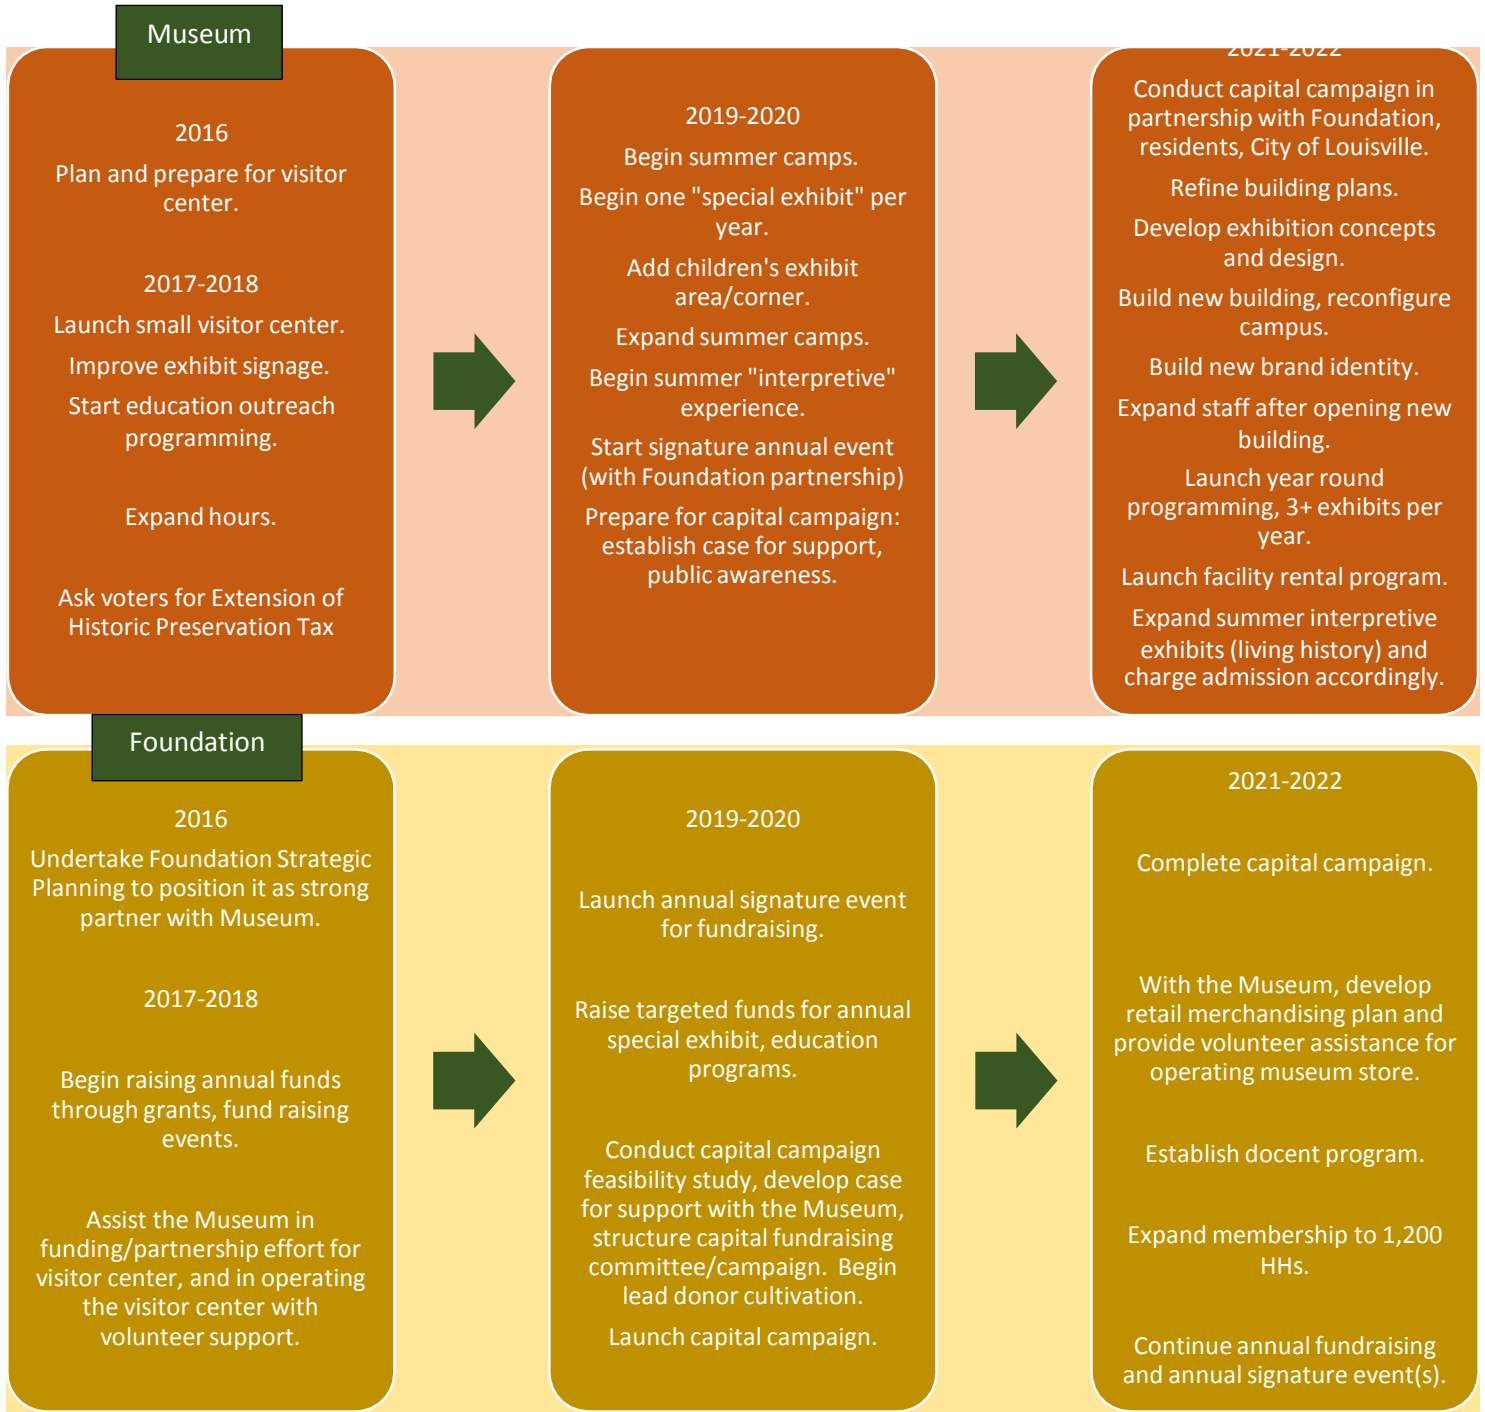 Museum
2016
Plan and prepare for visitor
center.
2017-2018
Launch small visitor center.
Improve exhibit signage.
Start education outreach
programming.
Expand hours.
Ask voters for Extension of
Historic Preservation Tax
2019-2020
Begin summer camps.
Begin one "special exhibit" per
year.
Add children's exhibit
area/corner.
Expand summer camps.
Begin summer "interpretive"
experience.
Start signature annual event
(with Foundation partnership)
Prepare for capital campaign:
establish case for support,
public awareness.
2021-2022
Conduct capital campaign in
partnership with Foundation,
residents, City of Louisville.
Refine building plans.
Develop exhibition concepts
and design.
Build new building, reconfigure
campus.
Build new brand identity.
Expand staff after opening new
building.
Launch year round
programming, 3+ exhibits per
year.
Launch facility rental program.
Expand summer interpretive
exhibits (living history) and
charge admission accordingly.
Foundation
2016
Undertake Foundation Strategic
Planning to position it as strong
partner with Museum.
2017-2018
Begin raising annual funds
through grants, fund raising
events.
Assist the Museum in
funding/partnership effort for
visitor center, and in operating
the visitor center with
volunteer support.
2019-2020
Launch annual signature event
for fundraising.
Raise targeted funds for annual
special exhibit, education
programs.
Conduct capital campaign
feasibility study, develop case
for support with the Museum,
structure capital fundraising
committee/campaign.  Begin
lead donor cultivation.
Launch capital campaign.
2021-2022
Complete capital campaign.
With the Museum, develop
retail merchandising plan and
provide volunteer assistance for
operating museum store.
Establish docent program.
Expand membership to 1,200
HHs.
Continue annual fundraising
and annual signature event(s).